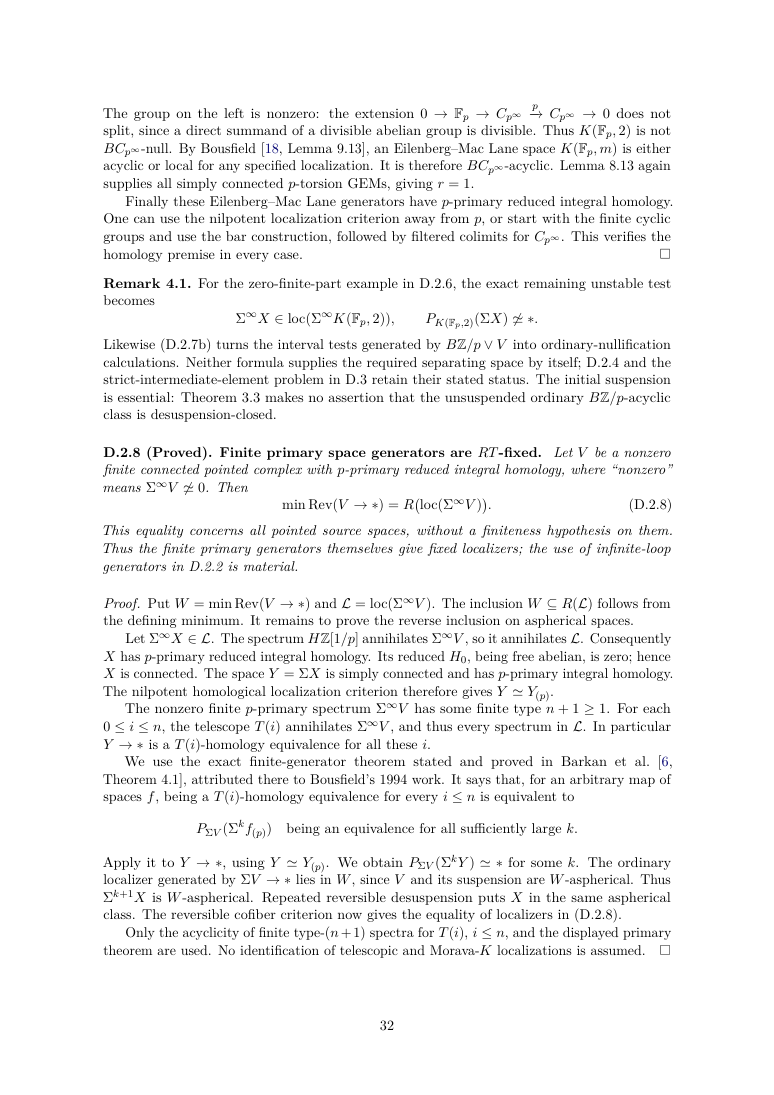 The group on the left is nonzero: the extension 0 → 𝔽ₚ → C_{p^∞} →^{p} C_{p^∞} → 0 does not
split, since a direct summand of a divisible abelian group is divisible. Thus K(𝔽ₚ, 2) is not
BC_{p^∞}-null. By Bousfield [18, Lemma 9.13], an Eilenberg–Mac Lane space K(𝔽ₚ, m) is either
acyclic or local for any specified localization. It is therefore BC_{p^∞}-acyclic. Lemma 8.13 again
supplies all simply connected p-torsion GEMs, giving r = 1.
Finally these Eilenberg–Mac Lane generators have p-primary reduced integral homology.
One can use the nilpotent localization criterion away from p, or start with the finite cyclic
groups and use the bar construction, followed by filtered colimits for C_{p^∞}. This verifies the
homology premise in every case. □
Remark 4.1. For the zero-finite-part example in D.2.6, the exact remaining unstable test
becomes
Σ^∞X ∈ loc(Σ^∞K(𝔽ₚ, 2)), P_{K(𝔽ₚ,2)}(ΣX) ≄ ∗.
Likewise (D.2.7b) turns the interval tests generated by Bℤ/p ∨ V into ordinary-nullification
calculations. Neither formula supplies the required separating space by itself; D.2.4 and the
strict-intermediate-element problem in D.3 retain their stated status. The initial suspension
is essential: Theorem 3.3 makes no assertion that the unsuspended ordinary Bℤ/p-acyclic
class is desuspension-closed.
D.2.8 (Proved). Finite primary space generators are RT-fixed. Let V be a nonzero
finite connected pointed complex with p-primary reduced integral homology, where “nonzero”
means Σ^∞V ≄ 0. Then
min Rev(V → ∗) = R(loc(Σ^∞V)). (D.2.8)
This equality concerns all pointed source spaces, without a finiteness hypothesis on them.
Thus the finite primary generators themselves give fixed localizers; the use of infinite-loop
generators in D.2.2 is material.
Proof. Put W = min Rev(V → ∗) and ℒ = loc(Σ^∞V). The inclusion W ⊆ R(ℒ) follows from
the defining minimum. It remains to prove the reverse inclusion on aspherical spaces.
Let Σ^∞X ∈ ℒ. The spectrum Hℤ[1/p] annihilates Σ^∞V, so it annihilates ℒ. Consequently
X has p-primary reduced integral homology. Its reduced H₀, being free abelian, is zero; hence
X is connected. The space Y = ΣX is simply connected and has p-primary integral homology.
The nilpotent homological localization criterion therefore gives Y ≃ Y_{(p)}.
The nonzero finite p-primary spectrum Σ^∞V has some finite type n + 1 ≥ 1. For each
0 ≤ i ≤ n, the telescope T(i) annihilates Σ^∞V, and thus every spectrum in ℒ. In particular
Y → ∗ is a T(i)-homology equivalence for all these i.
We use the exact finite-generator theorem stated and proved in Barkan et al. [6,
Theorem 4.1], attributed there to Bousfield’s 1994 work. It says that, for an arbitrary map of
spaces f, being a T(i)-homology equivalence for every i ≤ n is equivalent to
P_{ΣV}(Σ^k f_{(p)}) being an equivalence for all sufficiently large k.
Apply it to Y → ∗, using Y ≃ Y_{(p)}. We obtain P_{ΣV}(Σ^kY) ≃ ∗ for some k. The ordinary
localizer generated by ΣV → ∗ lies in W, since V and its suspension are W-aspherical. Thus
Σ^{k+1}X is W-aspherical. Repeated reversible desuspension puts X in the same aspherical
class. The reversible cofiber criterion now gives the equality of localizers in (D.2.8).
Only the acyclicity of finite type-(n+1) spectra for T(i), i ≤ n, and the displayed primary
theorem are used. No identification of telescopic and Morava-K localizations is assumed. □
32